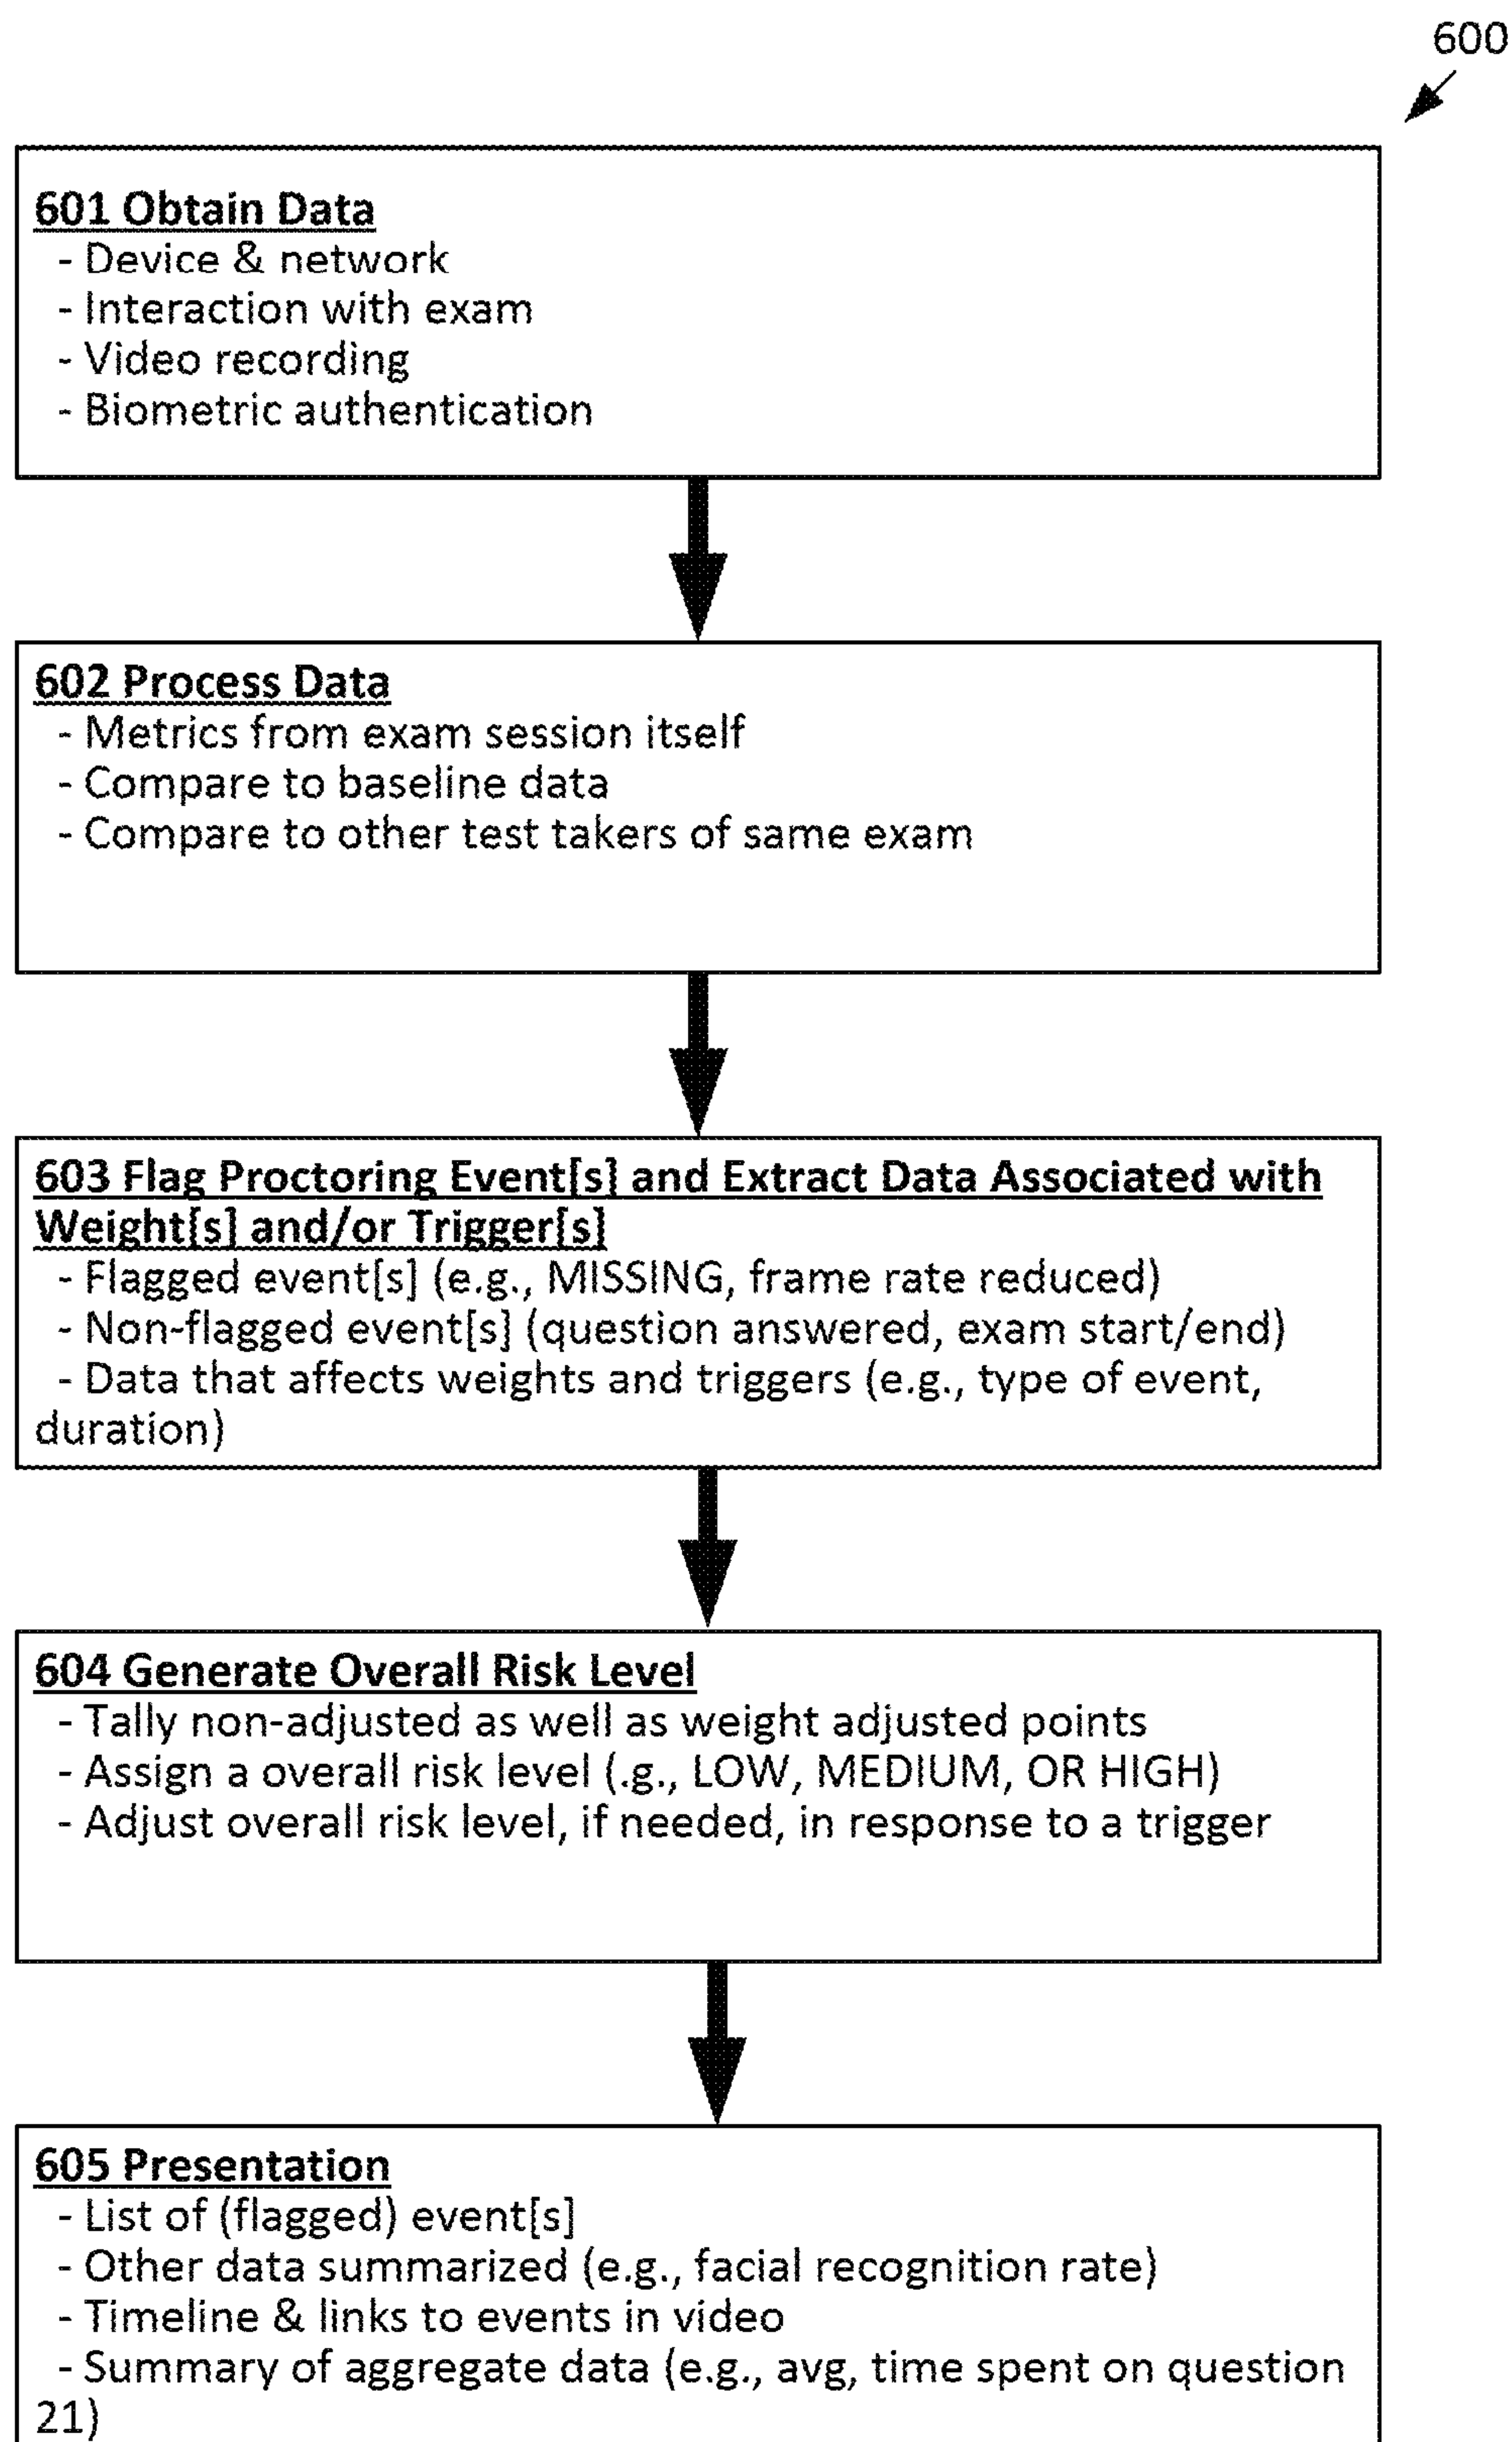 600
601 Obtain Data
- Device & network
- Interaction with exam
- Video recording
- Biometric authentication
602 Process Data
- Metrics from exam session itself
- Compare to baseline data
- Compare to other test takers of same exam
603 Flag Proctoring Event[s] and Extract Data Associated with
Weight[s] and/or Trigger[s]
- Flagged event[s] (e.g., MISSING, frame rate reduced)
- Non-flagged event[s] (question answered, exam start/end)
- Data that affects weights and triggers (e.g., type of event,
duration)
604 Generate Overall Risk Level
- Tally non-adjusted as well as weight adjusted points
- Assign a overall risk level (.g., LOW, MEDIUM, OR HIGH)
- Adjust overall risk level, if needed, in response to a trigger
605 Presentation
- List of (flagged) event[s]
- Other data summarized (e.g., facial recognition rate)
- Timeline & links to events in video
- Summary of aggregate data (e.g., avg, time spent on question
21)